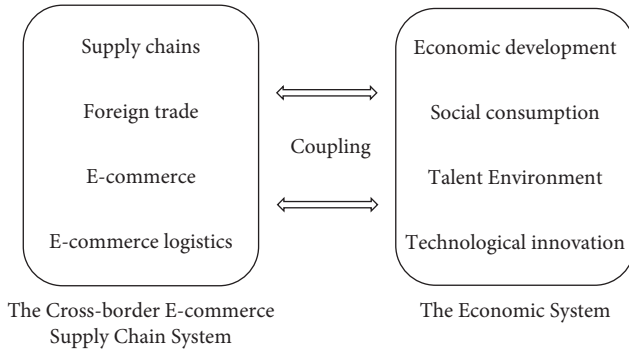 Supply chains
Foreign trade
E-commerce
E-commerce logistics
The Cross-border E-commerce
Supply Chain System
Coupling
Economic development
Social consumption
Talent Environment
Technological innovation
The Economic System